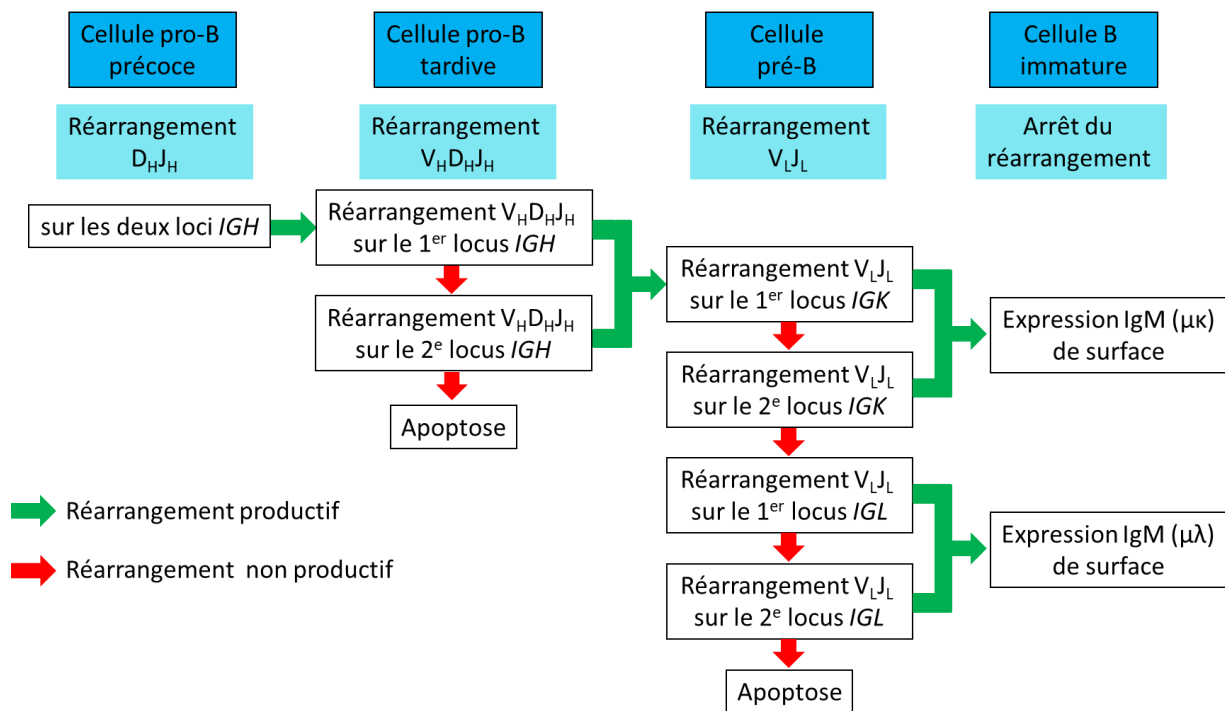 Cellule pro-B
précoce
Cellule pro-B
tardive
Cellule
pré-B
Cellule B
immature
Réarrangement
DHJH
Réarrangement
VHDHJH
Réarrangement
VLJL
Arrêt du
réarrangement
sur les deux loci IGH
Réarrangement VHDHJH
sur le 1er locus IGH
Réarrangement VHDHJH
sur le 2e locus IGH
Apoptose
Réarrangement VLJL
sur le 1er locus IGK
Réarrangement VLJL
sur le 2e locus IGK
Réarrangement VLJL
sur le 1er locus IGL
Réarrangement VLJL
sur le 2e locus IGL
Apoptose
Expression IgM (μκ)
de surface
Expression IgM (μλ)
de surface
Réarrangement productif
Réarrangement non productif